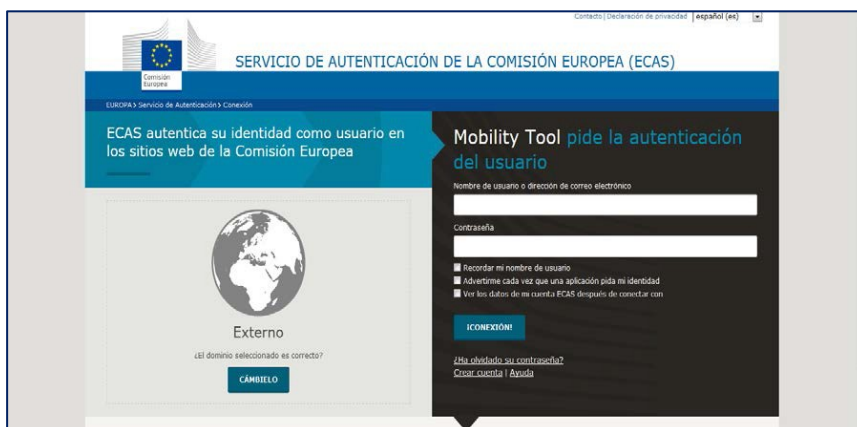 Contacto | Declaración de privacidad español (es)
Comisión
Europea
SERVICIO DE AUTENTICACIÓN DE LA COMISIÓN EUROPEA (ECAS)
EUROPA > Servicio de Autenticación > Conexión
ECAS autentica su identidad como usuario en
los sitios web de la Comisión Europea
Externo
¿El dominio seleccionado es correcto?
CÁMBIELO
Mobility Tool pide la autenticación
del usuario
Nombre de usuario o dirección de correo electrónico
Contraseña
Recordar mi nombre de usuario
Advertirme cada vez que una aplicación pida mi identidad
Ver los datos de mi cuenta ECAS después de conectar con
¡CONEXIÓN!
¿Ha olvidado su contraseña?
Crear cuenta | Ayuda